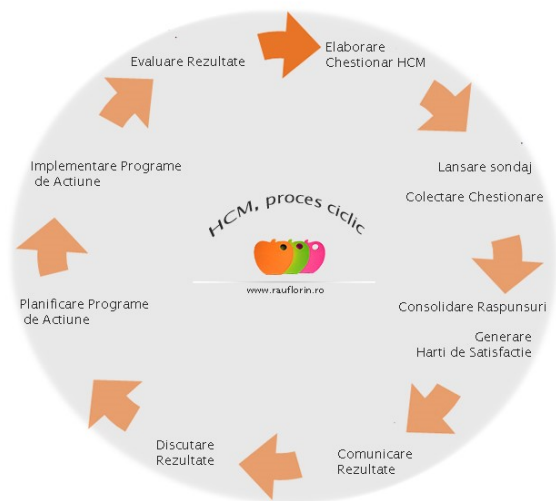 Elaborare
Chestionar HCM
Lansare sondaj
Colectare Chestionare
Consolidare Raspunsuri
Generare
Harti de Satisfactie
Comunicare
Rezultate
Discutare
Rezultate
Planificare Programe
de Actiune
Implementare Programe
de Actiune
Evaluare Rezultate
HCM, proces ciclic
www.rauflorin.ro